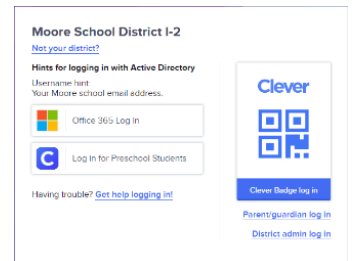 Moore School District I-2
Not your district?
Hints for logging in with Active Directory
Username hint
Your Moore school email address.
Office 365 Log In
Log in for Preschool Students
Having trouble? Get help logging in!
Clever
Clever Badge log in
Parent/guardian log in
District admin log in